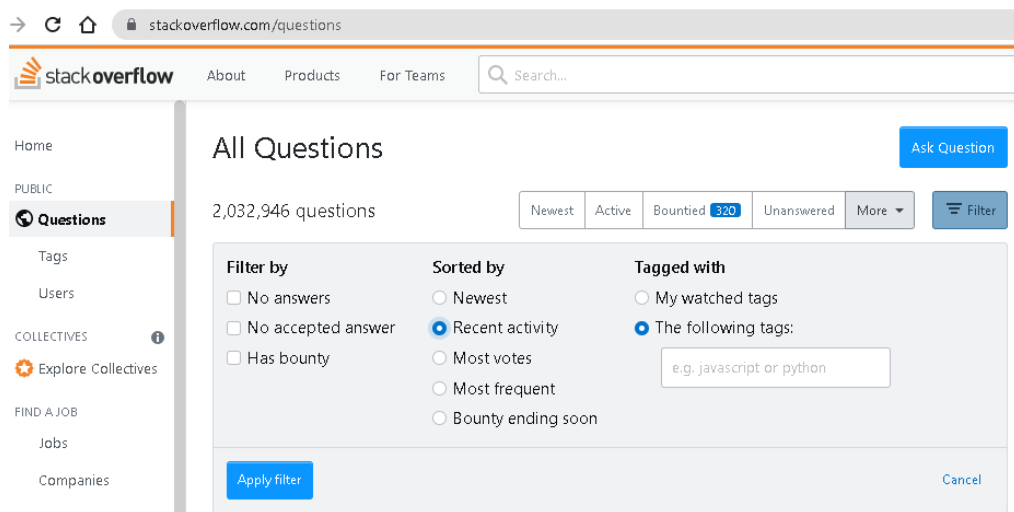 stackoverflow.com/questions
stackoverflow About Products For Teams Search...
Home
PUBLIC
Questions
Tags
Users
COLLECTIVES
Explore Collectives
FIND A JOB
Jobs
Companies
All Questions
Ask Question
2,032,946 questions
Newest Active Bountied 320 Unanswered More Filter
Filter by
No answers
No accepted answer
Has bounty
Sorted by
Newest
Recent activity
Most votes
Most frequent
Bounty ending soon
Tagged with
My watched tags
The following tags:
e.g. javascript or python
Apply filter
Cancel